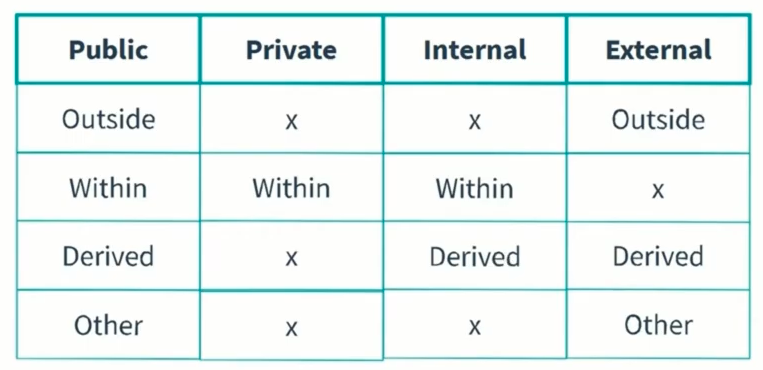 Public Private Internal External
Outside x x Outside
Within Within Within x
Derived x Derived Derived
Other x x Other